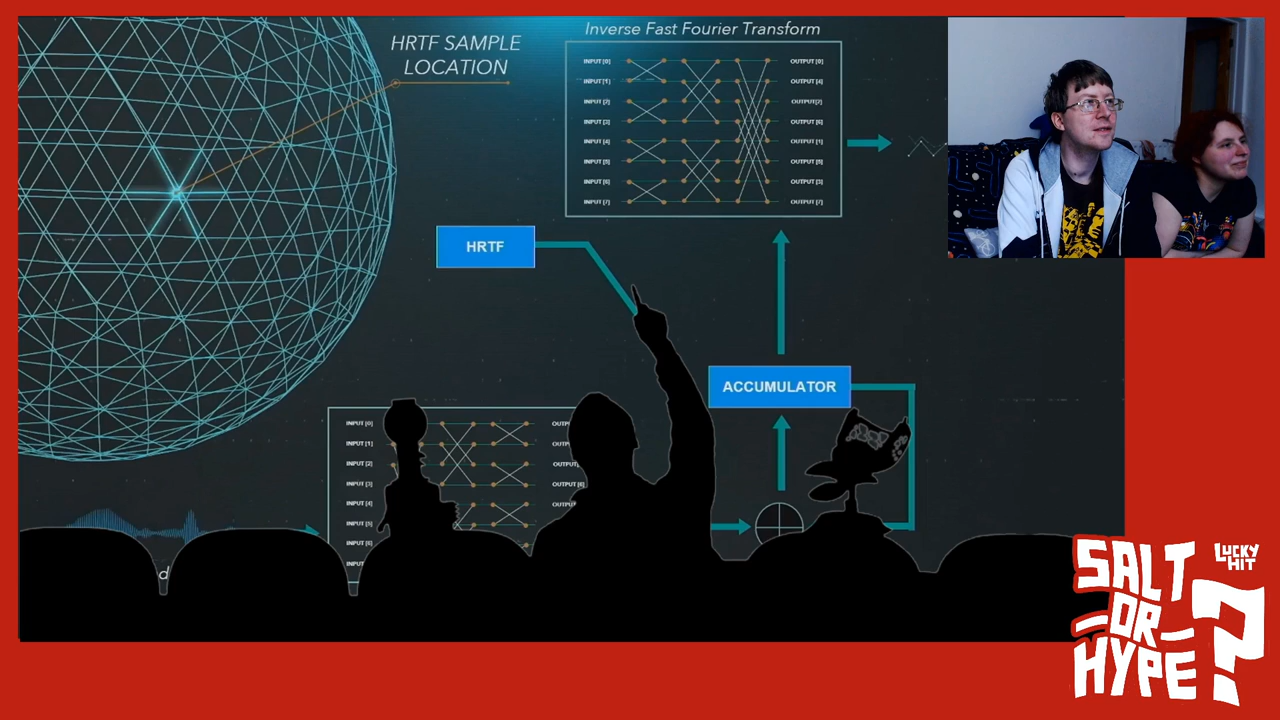 HRTF SAMPLE
LOCATION
Inverse Fast Fourier Transform
INPUT [0]
INPUT [1]
INPUT [2]
INPUT [3]
INPUT [4]
INPUT [5]
INPUT [6]
INPUT [7]
OUTPUT [0]
OUTPUT [4]
OUTPUT [2]
OUTPUT [6]
OUTPUT [1]
OUTPUT [5]
OUTPUT [3]
OUTPUT [7]
HRTF
ACCUMULATOR
INPUT [0]
INPUT [1]
INPUT [2]
INPUT [3]
INPUT [4]
INPUT [5]
INPUT [6]
INPUT
OUTPUT [6]
d
SALT
OR
HYPE
?
LUCKY
HIT